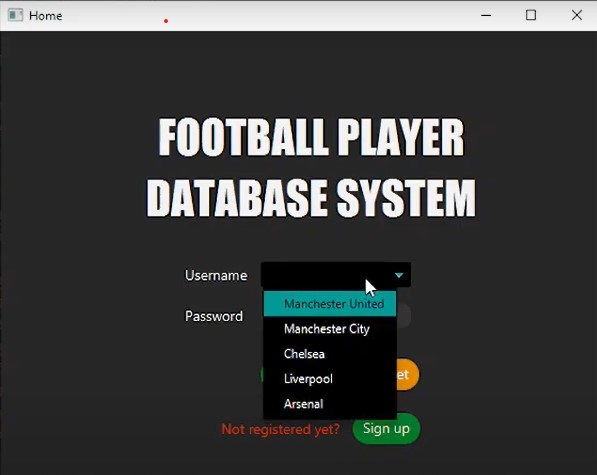 Home
FOOTBALL PLAYER
DATABASE SYSTEM
Username
Manchester United
Password
Manchester City
Chelsea
Liverpool
Arsenal
Not registered yet? Sign up